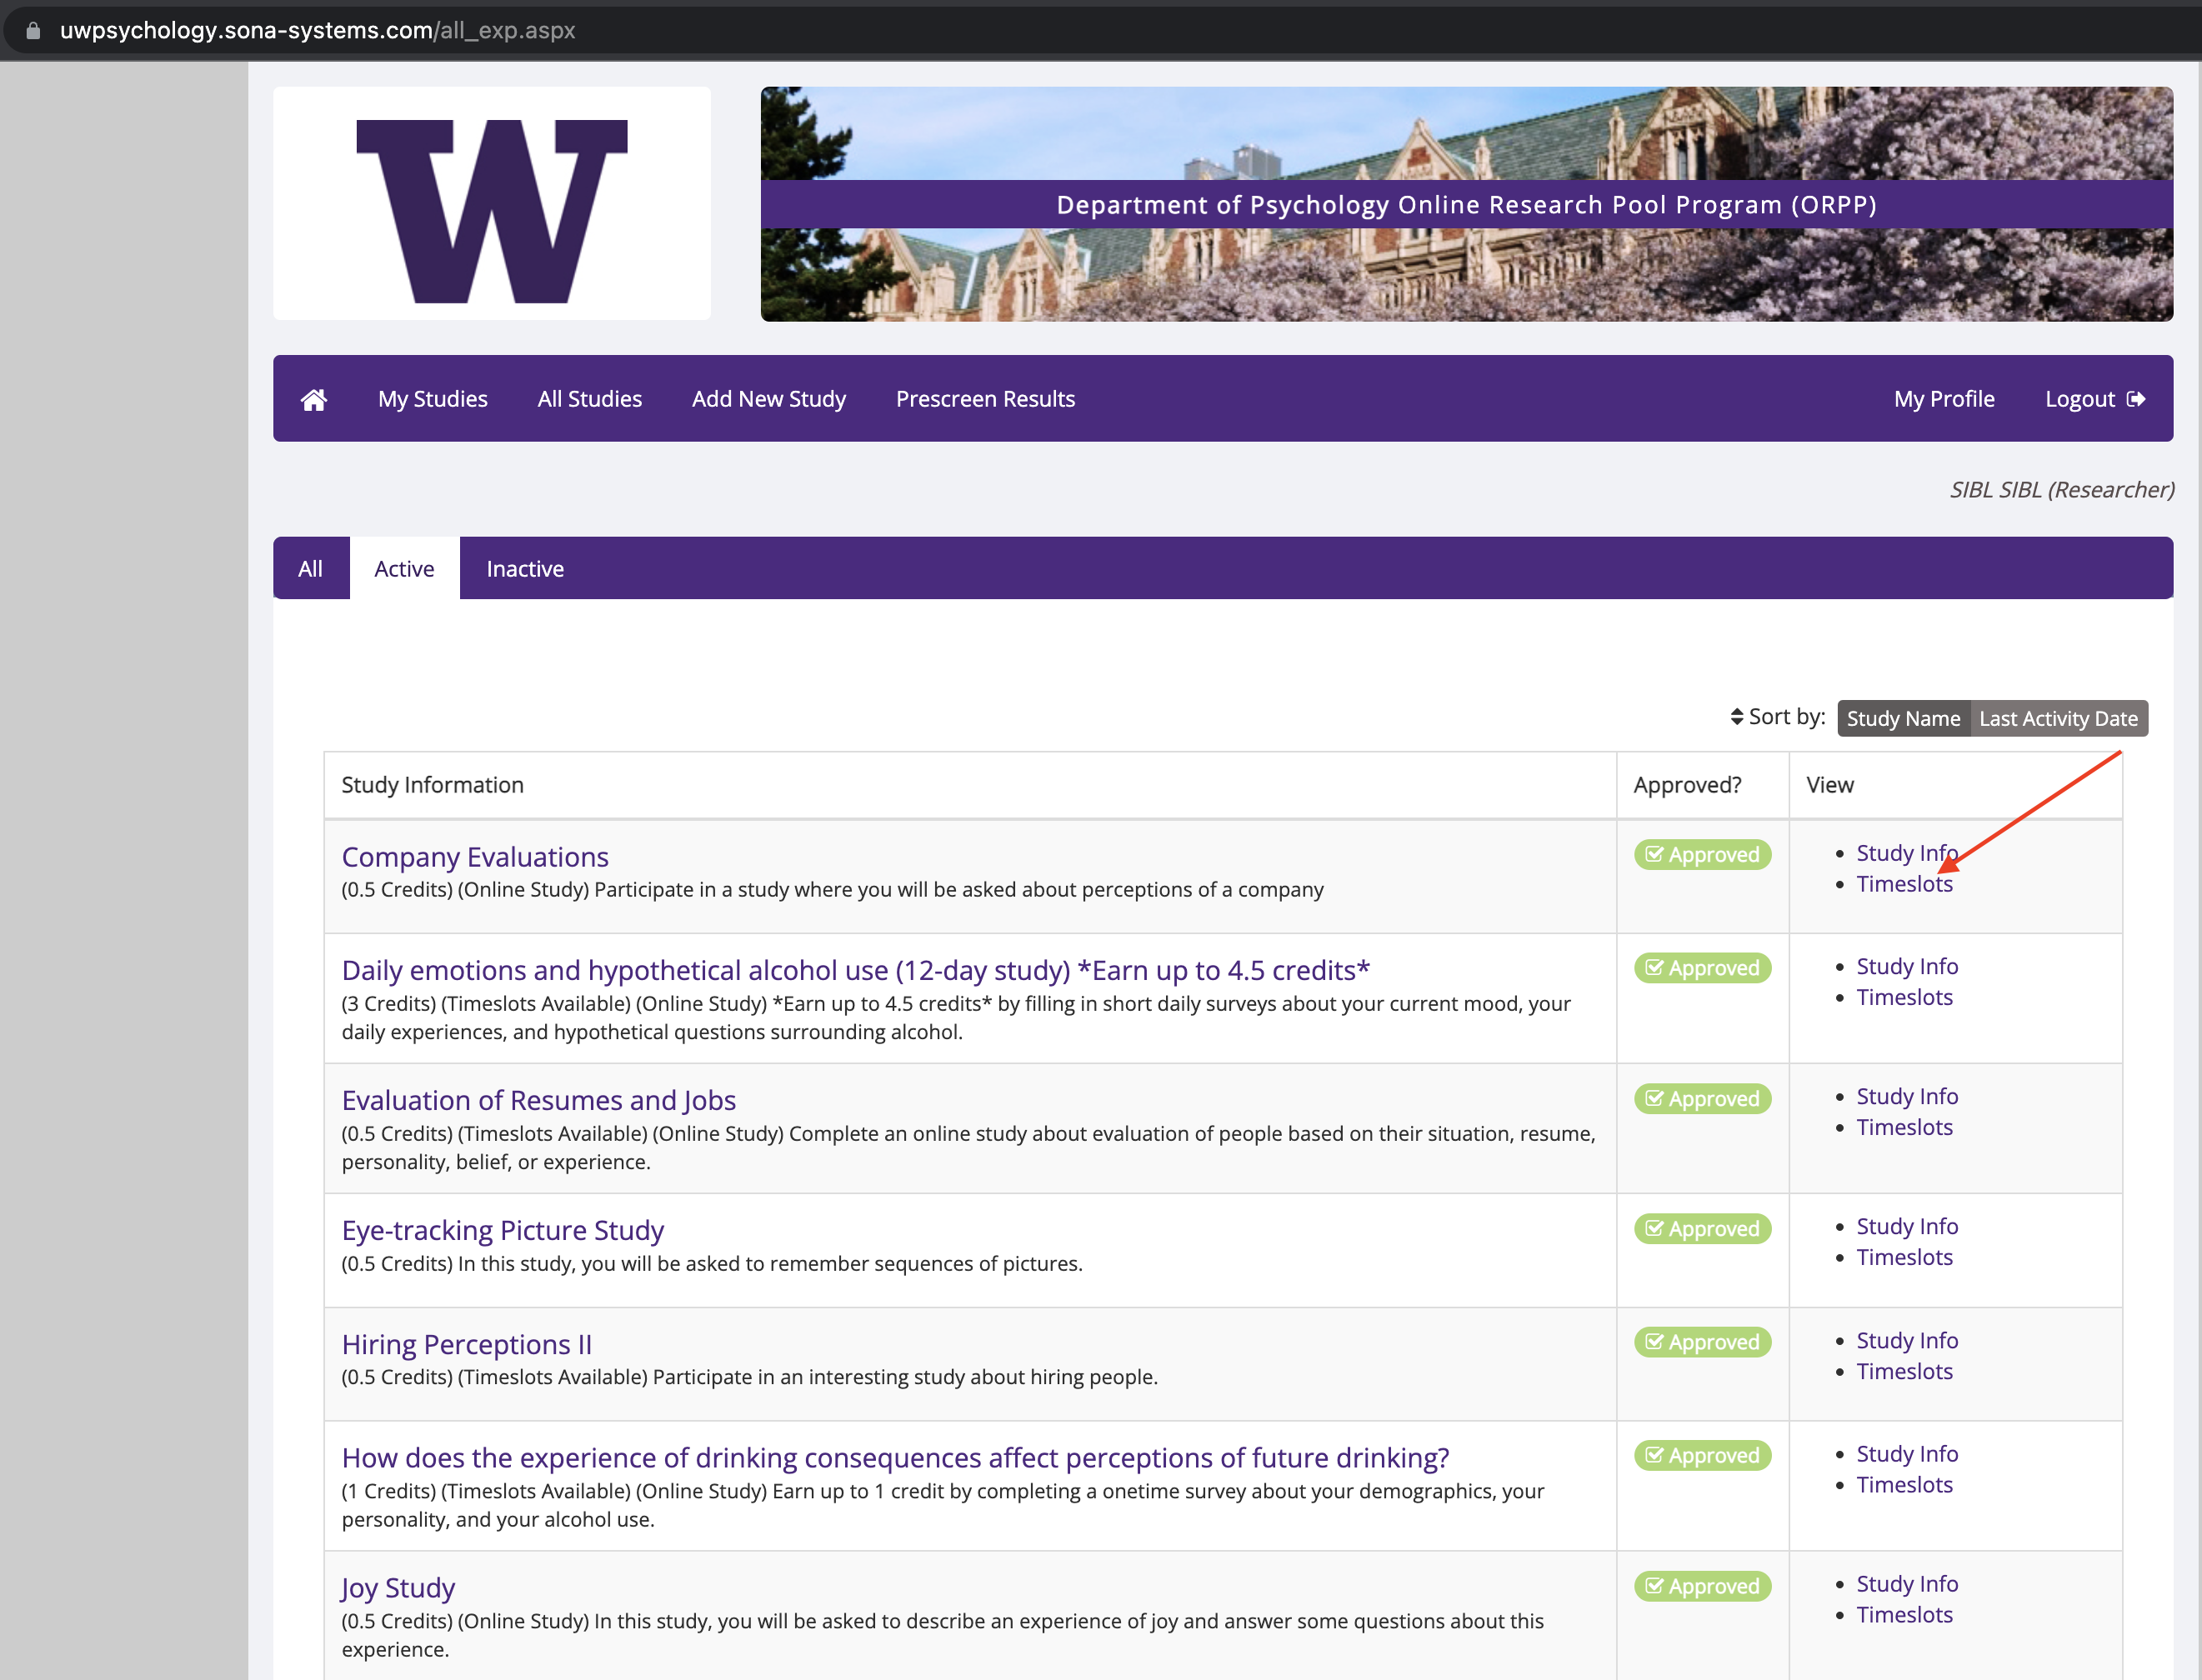 uwpsychology.sona-systems.com/all_exp.aspx
W
Department of Psychology Online Research Pool Program (ORPP)
My Studies All Studies Add New Study Prescreen Results My Profile Logout
SIBL SIBL (Researcher)
All Active Inactive
Sort by: Study Name Last Activity Date
Study Information Approved? View
Company Evaluations Approved Study Info
(0.5 Credits) (Online Study) Participate in a study where you will be asked about perceptions of a company Timeslots
Daily emotions and hypothetical alcohol use (12-day study) *Earn up to 4.5 credits* Approved Study Info
(3 Credits) (Timeslots Available) (Online Study) *Earn up to 4.5 credits* by filling in short daily surveys about your current mood, your Timeslots
daily experiences, and hypothetical questions surrounding alcohol.
Evaluation of Resumes and Jobs Approved Study Info
(0.5 Credits) (Timeslots Available) (Online Study) Complete an online study about evaluation of people based on their situation, resume, Timeslots
personality, belief, or experience.
Eye-tracking Picture Study Approved Study Info
(0.5 Credits) In this study, you will be asked to remember sequences of pictures. Timeslots
Hiring Perceptions II Approved Study Info
(0.5 Credits) (Timeslots Available) Participate in an interesting study about hiring people. Timeslots
How does the experience of drinking consequences affect perceptions of future drinking? Approved Study Info
(1 Credits) (Timeslots Available) (Online Study) Earn up to 1 credit by completing a onetime survey about your demographics, your Timeslots
personality, and your alcohol use.
Joy Study Approved Study Info
(0.5 Credits) (Online Study) In this study, you will be asked to describe an experience of joy and answer some questions about this Timeslots
experience.